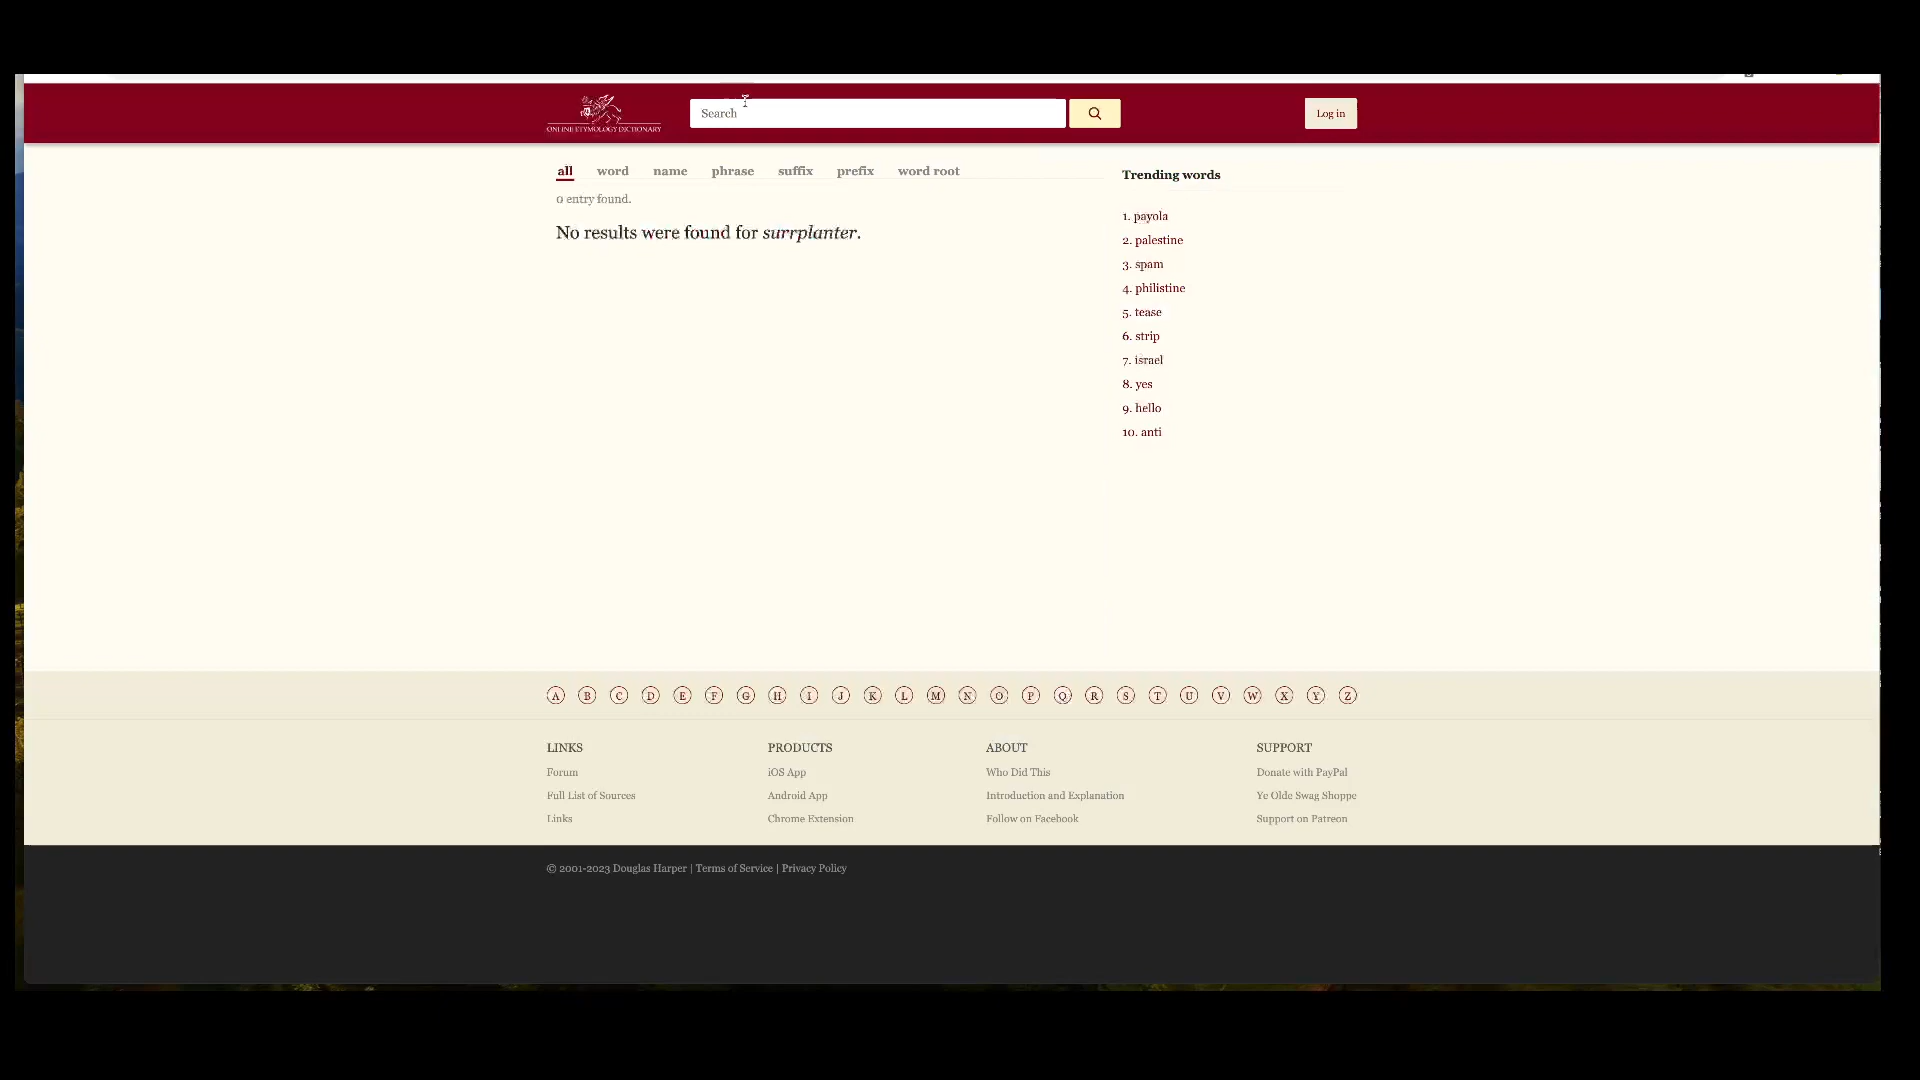 ONLINE ETYMOLOGY DICTIONARY
Search
Log in
all word name phrase suffix prefix word root
0 entry found.
No results were found for surrplanter.
Trending words
1. payola
2. palestine
3. spam
4. philistine
5. tease
6. strip
7. israel
8. yes
9. hello
10. anti
A B C D E F G H I J K L M N O P Q R S T U V W X Y Z
LINKS
Forum
Full List of Sources
Links
PRODUCTS
iOS App
Android App
Chrome Extension
ABOUT
Who Did This
Introduction and Explanation
Follow on Facebook
SUPPORT
Donate with PayPal
Ye Olde Swag Shoppe
Support on Patreon
© 2001-2023 Douglas Harper | Terms of Service | Privacy Policy